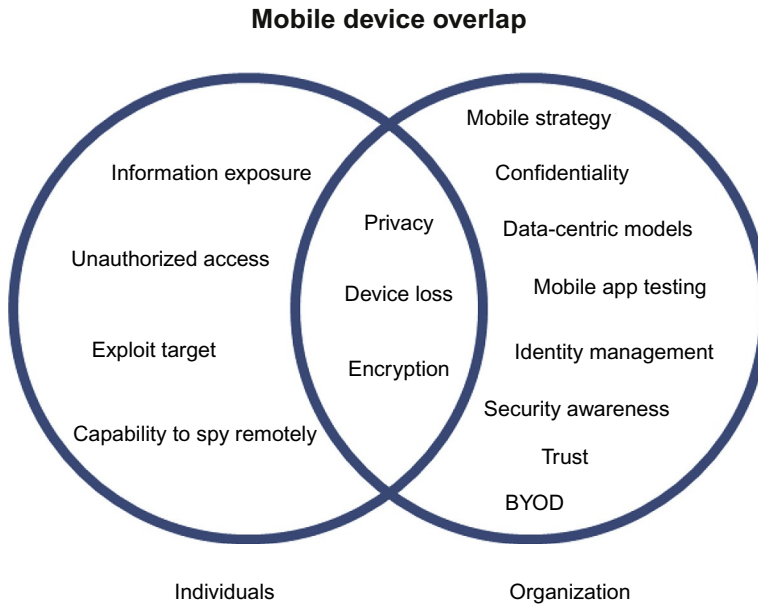 Mobile device overlap
Information exposure
Unauthorized access
Exploit target
Capability to spy remotely
Privacy
Device loss
Encryption
Mobile strategy
Confidentiality
Data-centric models
Mobile app testing
Identity management
Security awareness
Trust
BYOD
Individuals
Organization